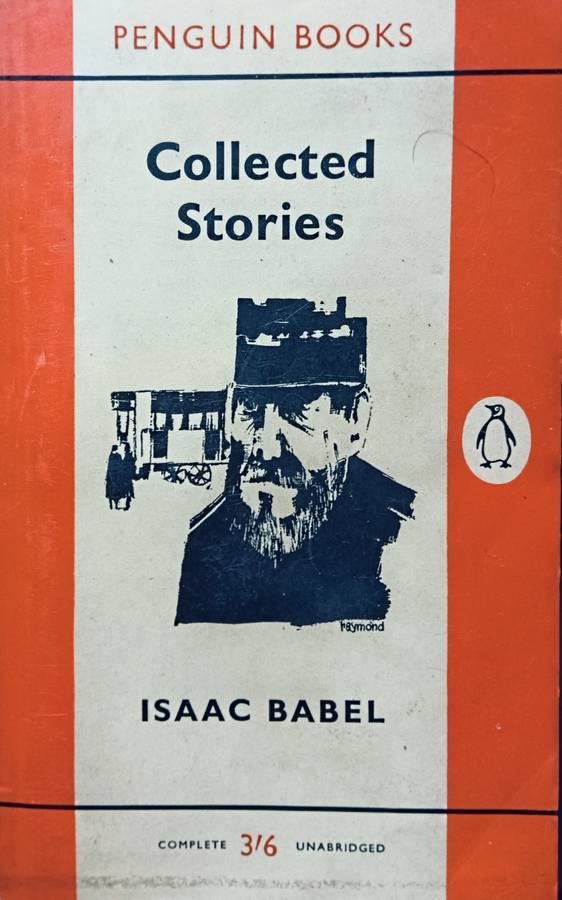 PENGUIN BOOKS
Collected
Stories
raymond
ISAAC BABEL
COMPLETE 3/6 UNABRIDGED